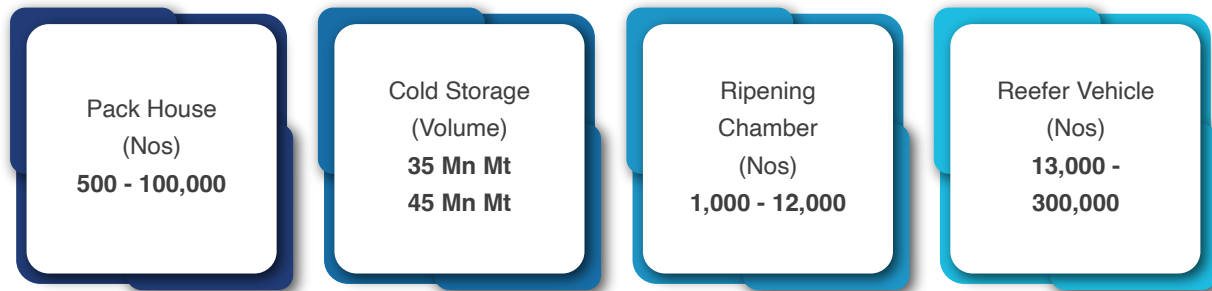 Pack House
(Nos)
500 - 100,000
Cold Storage
(Volume)
35 Mn Mt
45 Mn Mt
Ripening
Chamber
(Nos)
1,000 - 12,000
Reefer Vehicle
(Nos)
13,000 -
300,000